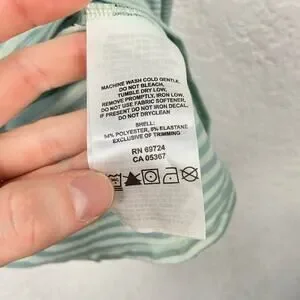 MACHINE WASH COLD GENTLE,
DO NOT BLEACH,
TUMBLE DRY LOW,
REMOVE PROMPTLY, IRON LOW,
DO NOT USE FABRIC SOFTENER,
IF PRESENT DO NOT IRON DECAL,
DO NOT DRYCLEAN
SHELL:
94% POLYESTER, 6% ELASTANE
EXCLUSIVE OF TRIMMING
RN 69724
CA 05367